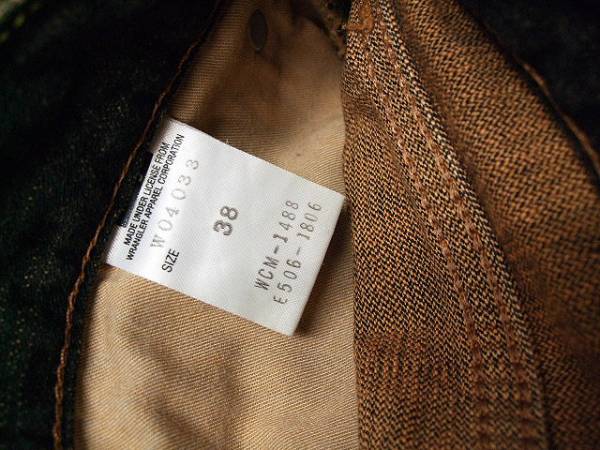 MADE UNDER LICENSE FROM
WRANGLER APPAREL CORPORATION
W04033
SIZE 38
WCM-1488
E506-1806